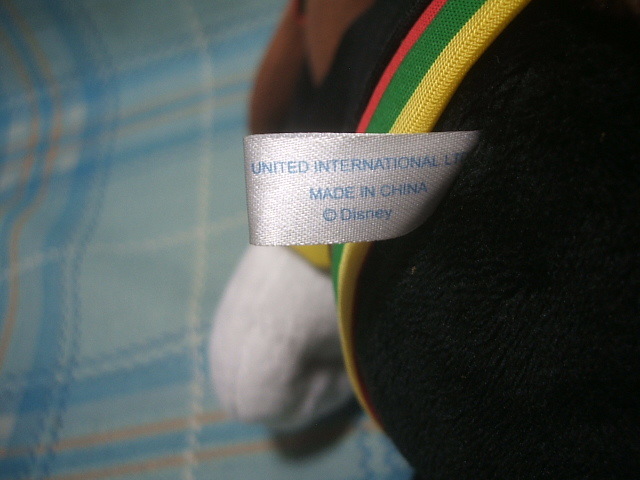 UNITED INTERNATIONAL
MADE IN CHINA
© Disney